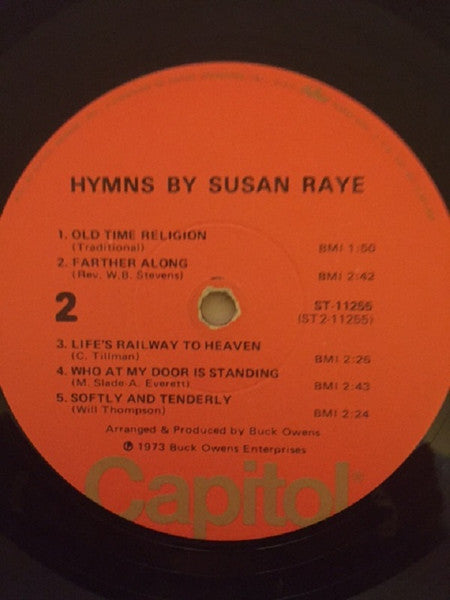 HYMNS BY SUSAN RAYE
1. OLD TIME RELIGION
(Traditional) BMI 1:50
2. FARTHER ALONG
(Rev. W.B. Stevens) BMI 2:42
2 ST-11255
(ST2-11255)
3. LIFE'S RAILWAY TO HEAVEN
(C. Tillman) BMI 2:26
4. WHO AT MY DOOR IS STANDING
(M. Slade-A. Everett) BMI 2:43
5. SOFTLY AND TENDERLY
(Will Thompson) BMI 2:24
Arranged & Produced by Buck Owens
℗ 1973 Buck Owens Enterprises
Capitol